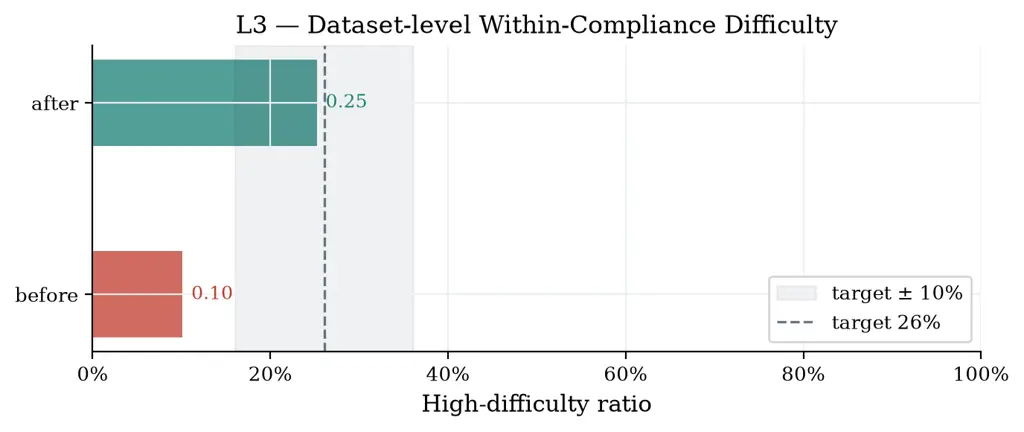 L3 — Dataset-level Within-Compliance Difficulty
after
0.25
before
0.10
target ± 10%
target 26%
0%
20%
40%
60%
80%
100%
High-difficulty ratio